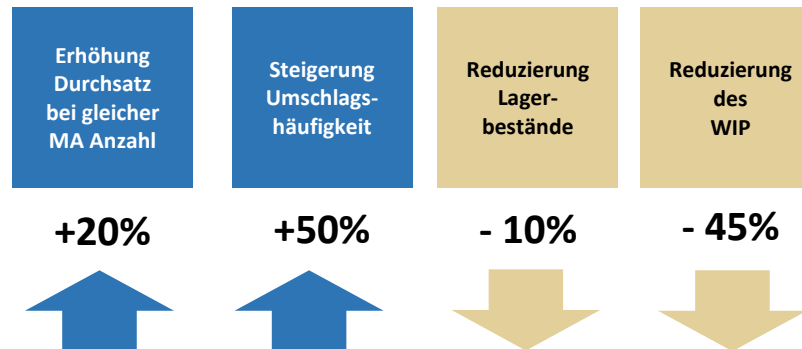 Erhöhung
Durchsatz
bei gleicher
MA Anzahl
Steigerung
Umschlags-
häufigkeit
Reduzierung
Lager-
bestände
Reduzierung
des
WIP
+20%
+50%
- 10%
- 45%